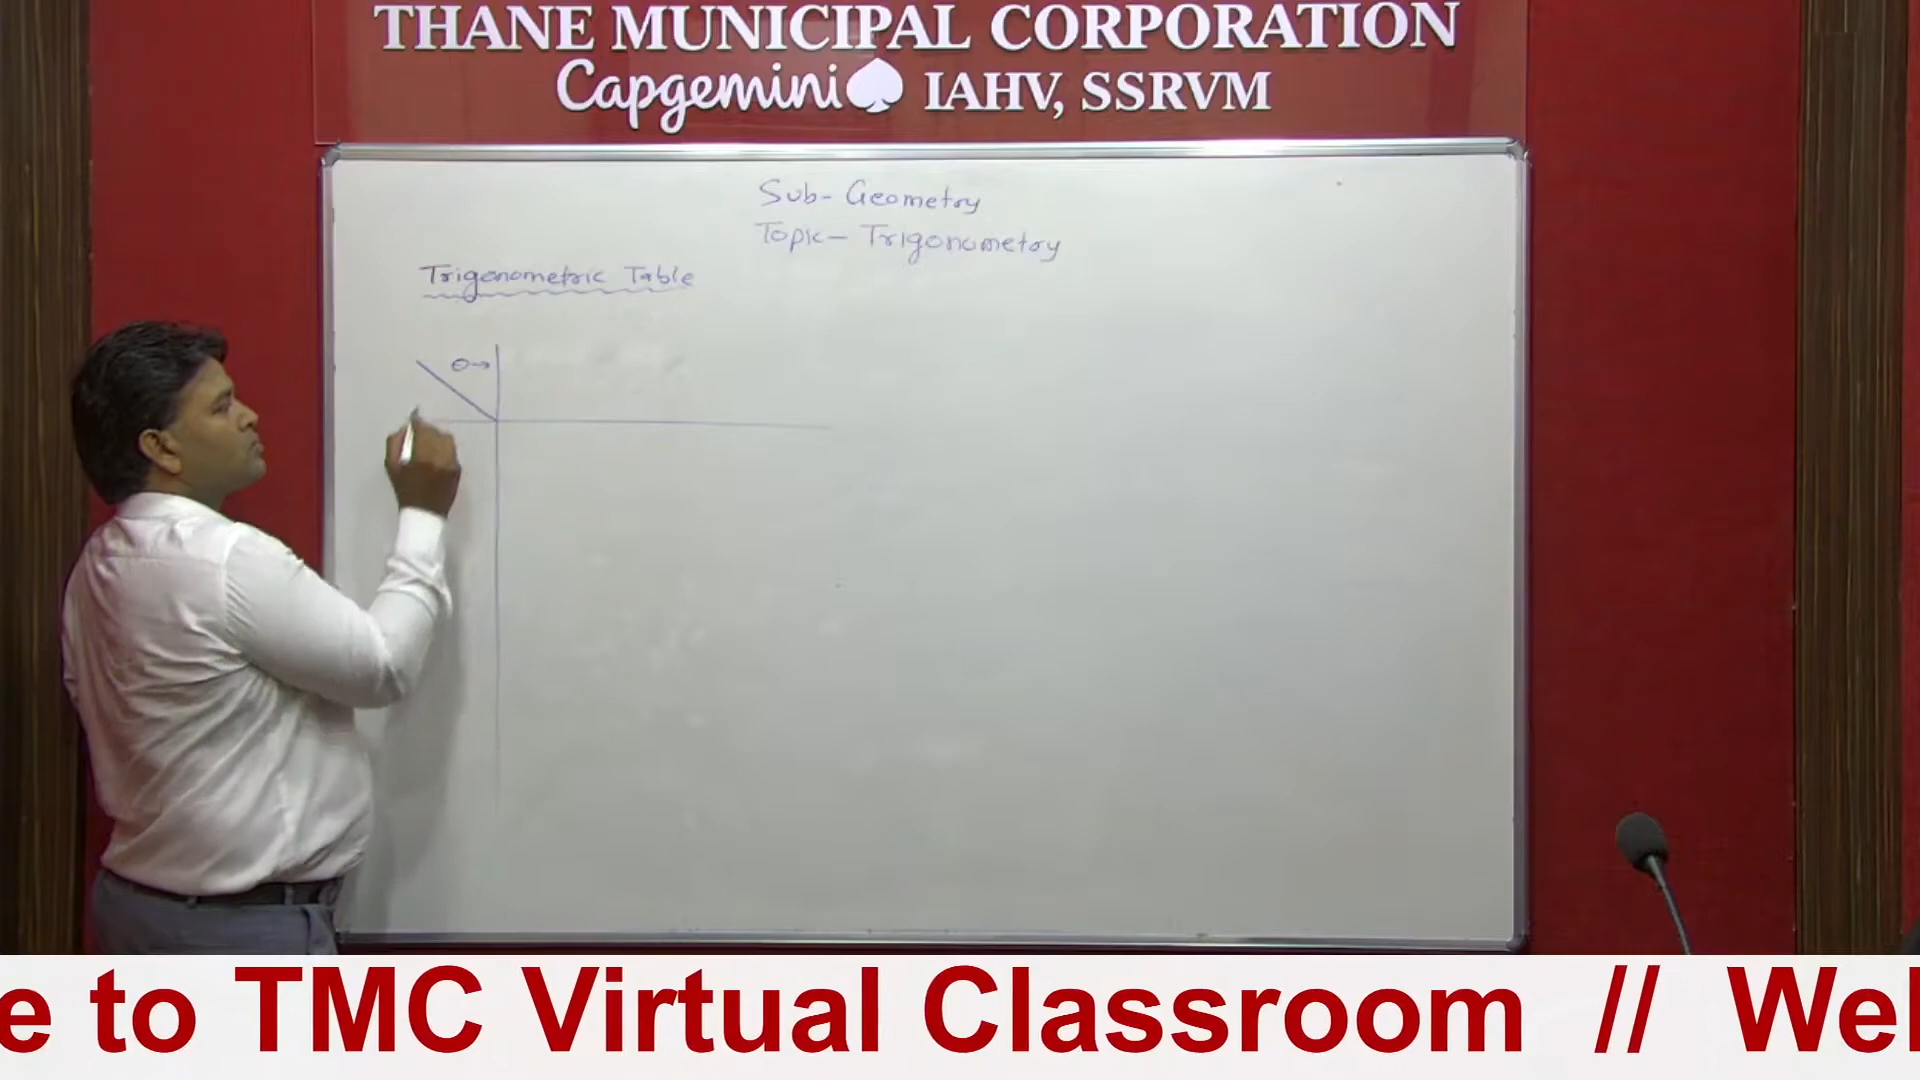 THANE MUNICIPAL CORPORATION
Capgemini IAHV, SSRVM
Sub- Geometry
Topic- Trigonometry
Trigonometric Table
θ→
e to TMC Virtual Classroom // Wel